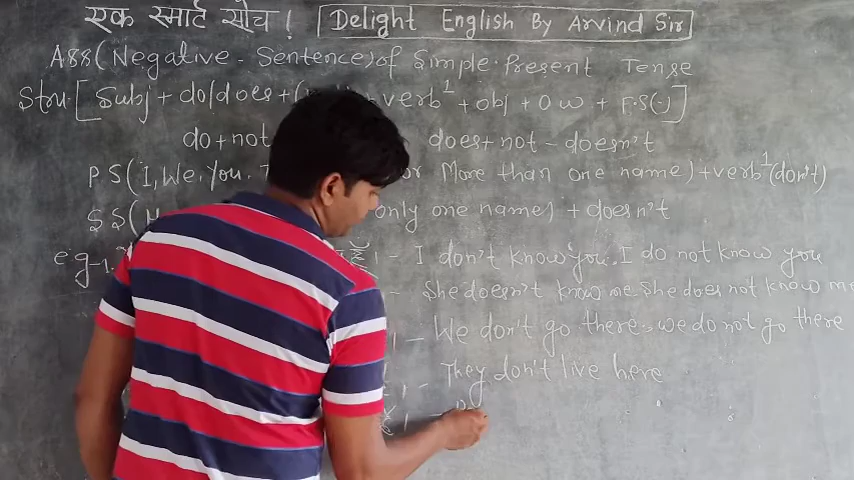 एक स्मार्ट सोच ! Delight English By Arvind Sir
Ass (Negative - Sentence) of Simple Present Tense
Stru. [Subj + do/does + verb¹ + obj + O w + F.S(.)]
do + not does + not - doesn't
P S ( I, We, You, or More than one name) + verb¹ (don't)
S S ( only one name) + doesn't
e.g-1. - I don't know you. I do not know you
- She doesn't know me. She does not know me
- We don't go there. we do not go there
- They don't live here